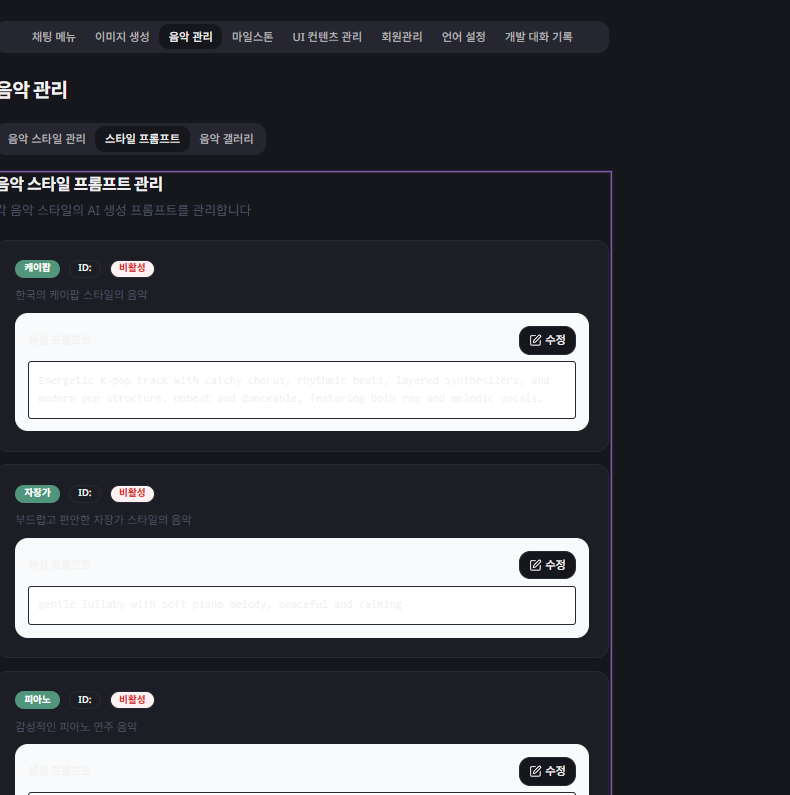 채팅 메뉴 이미지 생성 음악 관리 마일스톤 UI 컨텐츠 관리 회원관리 언어 설정 개발 대화 기록
음악 관리
음악 스타일 관리 스타일 프롬프트 음악 갤러리
음악 스타일 프롬프트 관리
각 음악 스타일의 AI 생성 프롬프트를 관리합니다
케이팝 ID: 비활성
한국의 케이팝 스타일의 음악
생성 프롬프트 수정
Energetic K-pop track with catchy chorus, rhythmic beats, layered synthesizers, and
modern pop structure. Upbeat and danceable, featuring both rap and melodic vocals.
자장가 ID: 비활성
부드럽고 편안한 자장가 스타일의 음악
생성 프롬프트 수정
gentle lullaby with soft piano melody, peaceful and calming
피아노 ID: 비활성
감성적인 피아노 연주 음악
생성 프롬프트 수정